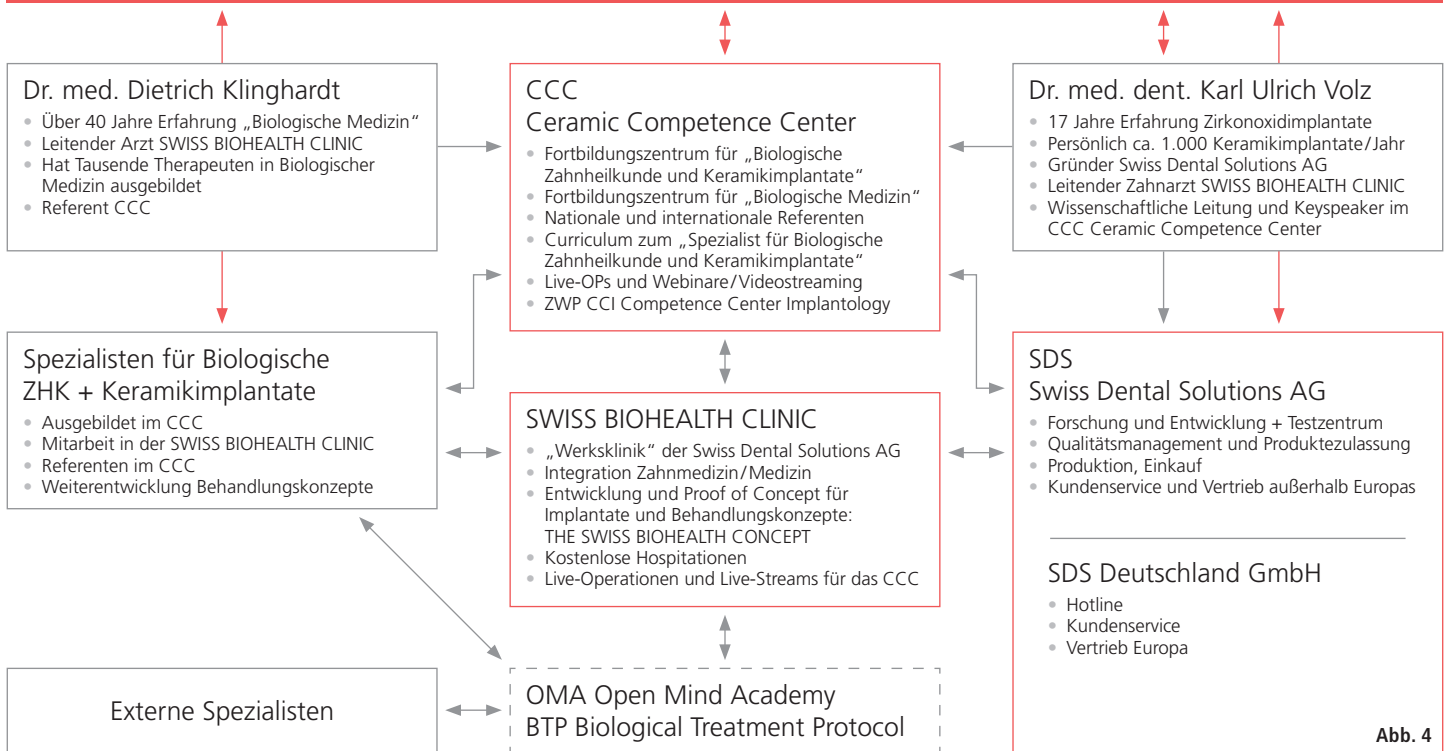 Dr. med. Dietrich Klinghardt
• Über 40 Jahre Erfahrung „Biologische Medizin“
• Leitender Arzt SWISS BIOHEALTH CLINIC
• Hat Tausende Therapeuten in Biologischer
Medizin ausgebildet
• Referent CCC
CCC
Ceramic Competence Center
• Fortbildungszentrum für „Biologische
Zahnheilkunde und Keramikimplantate“
• Fortbildungszentrum für „Biologische Medizin“
• Nationale und internationale Referenten
• Curriculum zum „Spezialist für Biologische
Zahnheilkunde und Keramikimplantate“
• Live-OPs und Webinare/Videostreaming
• ZWP CCI Competence Center Implantology
Dr. med. dent. Karl Ulrich Volz
• 17 Jahre Erfahrung Zirkonoxidimplantate
• Persönlich ca. 1.000 Keramikimplantate/Jahr
• Gründer Swiss Dental Solutions AG
• Leitender Zahnarzt SWISS BIOHEALTH CLINIC
• Wissenschaftliche Leitung und Keyspeaker im
CCC Ceramic Competence Center
Spezialisten für Biologische
ZHK + Keramikimplantate
• Ausgebildet im CCC
• Mitarbeit in der SWISS BIOHEALTH CLINIC
• Referenten im CCC
• Weiterentwicklung Behandlungskonzepte
SWISS BIOHEALTH CLINIC
• „Werksklinik“ der Swiss Dental Solutions AG
• Integration Zahnmedizin/Medizin
• Entwicklung und Proof of Concept für
Implantate und Behandlungskonzepte:
THE SWISS BIOHEALTH CONCEPT
• Kostenlose Hospitationen
• Live-Operationen und Live-Streams für das CCC
SDS
Swiss Dental Solutions AG
• Forschung und Entwicklung + Testzentrum
• Qualitätsmanagement und Produktezulassung
• Produktion, Einkauf
• Kundenservice und Vertrieb außerhalb Europas
SDS Deutschland GmbH
• Hotline
• Kundenservice
• Vertrieb Europa
Externe Spezialisten
OMA Open Mind Academy
BTP Biological Treatment Protocol
Abb. 4